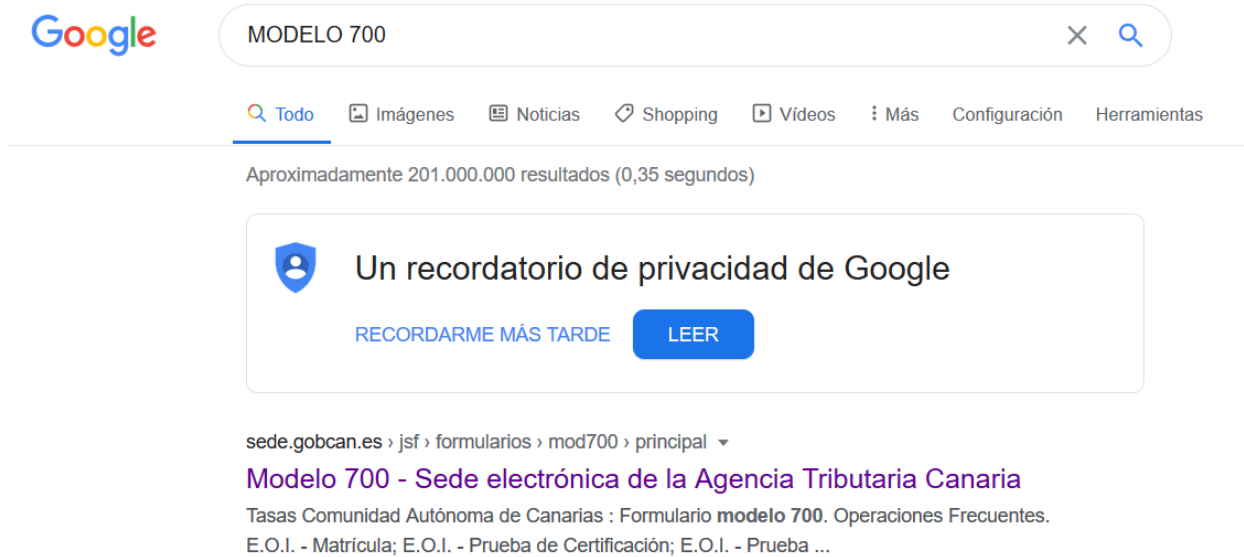 Google
MODELO 700
Todo Imágenes Noticias Shopping Vídeos Más Configuración Herramientas
Aproximadamente 201.000.000 resultados (0,35 segundos)
Un recordatorio de privacidad de Google
RECORDARME MÁS TARDE LEER
sede.gobcan.es › jsf › formularios › mod700 › principal
Modelo 700 - Sede electrónica de la Agencia Tributaria Canaria
Tasas Comunidad Autónoma de Canarias : Formulario modelo 700. Operaciones Frecuentes.
E.O.I. - Matrícula; E.O.I. - Prueba de Certificación; E.O.I. - Prueba ...